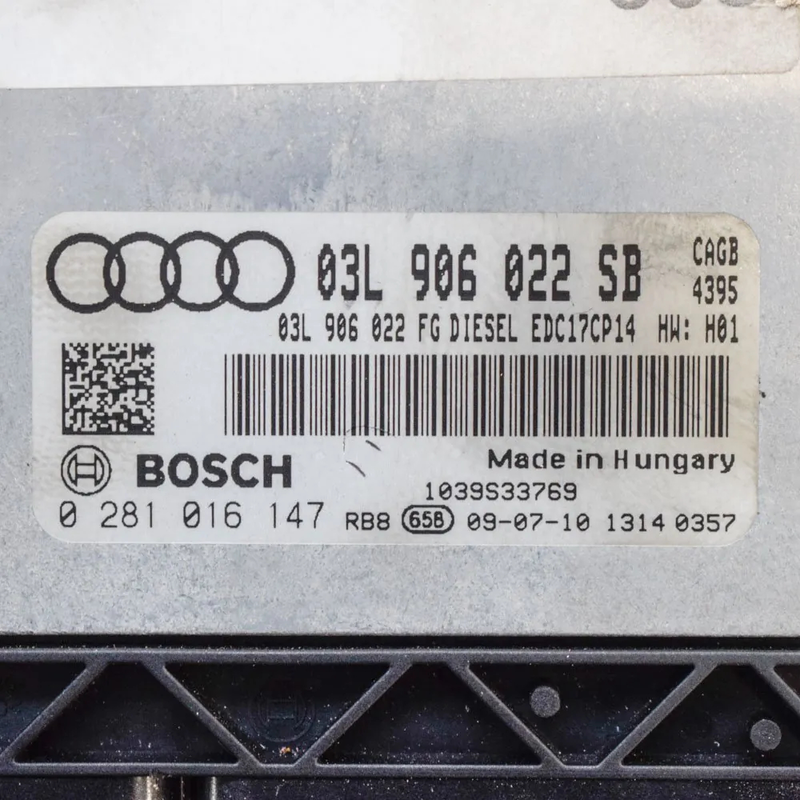 03L 906 022 SB CAGB
4395
03L 906 022 FG DIESEL EDC17CP14 HW: H01
BOSCH
Made in Hungary
1039S33769
0 281 016 147 RB8 65B 09-07-10 1314 0357